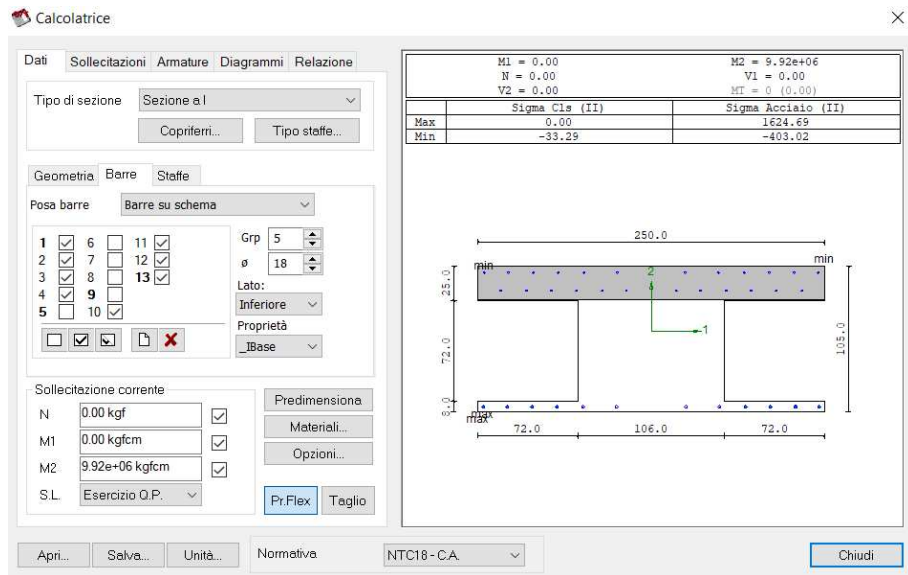 Calcolatrice
Dati Sollecitazioni Armature Diagrammi Relazione
Tipo di sezione Sezione a I
Copriferri... Tipo staffe...
Geometria Barre Staffe
Posa barre Barre su schema
1 6 11 Grp 5
2 7 12 ø 18
3 8 13 Lato:
4 9 Inferiore
5 10 Proprietà
_IBase
Sollecitazione corrente
N 0.00 kgf
M1 0.00 kgfcm
M2 9.92e+06 kgfcm
S.L. Esercizio Q.P.
Predimensiona
Materiali...
Opzioni...
Pr.Flex Taglio
M1 = 0.00 M2 = 9.92e+06
N = 0.00 V1 = 0.00
V2 = 0.00 MT = 0 (0.00)
Sigma Cls (II) Sigma Acciaio (II)
Max 0.00 1624.69
Min -33.29 -403.02
250.0
min min
2
25.0
1
72.0 105.0
8.0
max
max
72.0 106.0 72.0
Apri... Salva... Unità... Normativa NTC18 - C.A. Chiudi